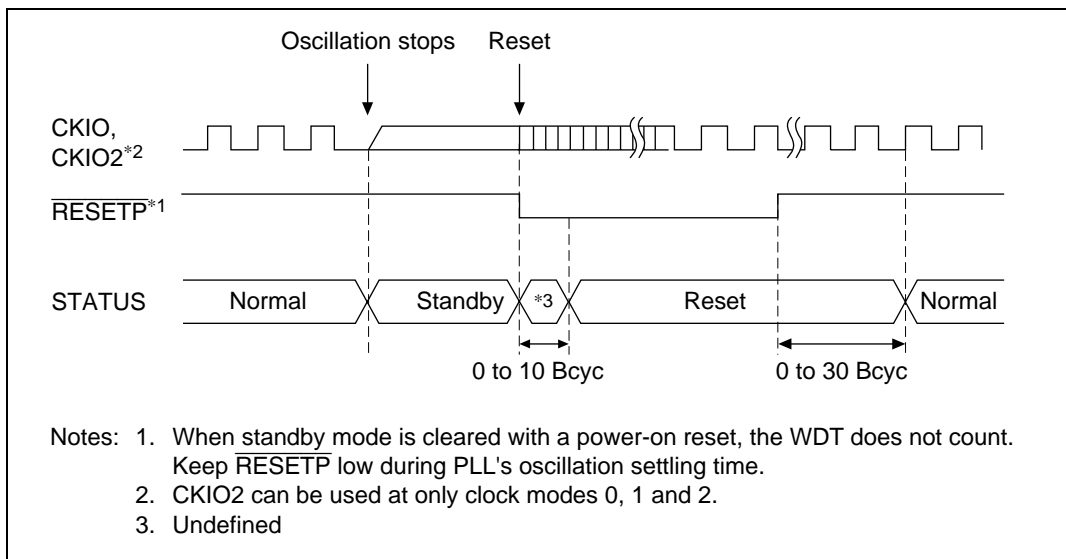 Oscillation stops Reset
CKIO,
CKIO2*2
RESETP*1
STATUS Normal Standby *3 Reset Normal
0 to 10 Bcyc 0 to 30 Bcyc
Notes: 1. When standby mode is cleared with a power-on reset, the WDT does not count.
Keep RESETP low during PLL's oscillation settling time.
2. CKIO2 can be used at only clock modes 0, 1 and 2.
3. Undefined